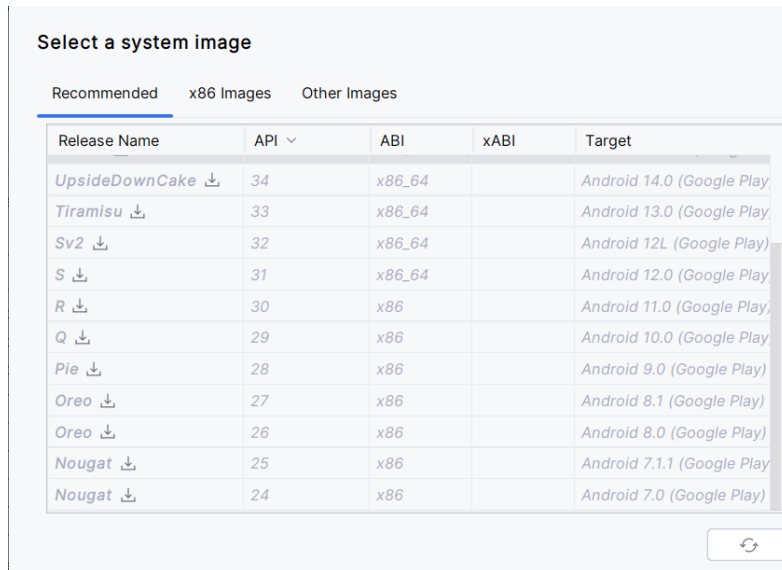 Select a system image
Recommended x86 Images Other Images
Release Name API ABI xABI Target
UpsideDownCake 34 x86_64 Android 14.0 (Google Play
Tiramisu 33 x86_64 Android 13.0 (Google Play
Sv2 32 x86_64 Android 12L (Google Play)
S 31 x86_64 Android 12.0 (Google Play
R 30 x86 Android 11.0 (Google Play)
Q 29 x86 Android 10.0 (Google Play
Pie 28 x86 Android 9.0 (Google Play)
Oreo 27 x86 Android 8.1 (Google Play)
Oreo 26 x86 Android 8.0 (Google Play)
Nougat 25 x86 Android 7.1.1 (Google Play
Nougat 24 x86 Android 7.0 (Google Play)